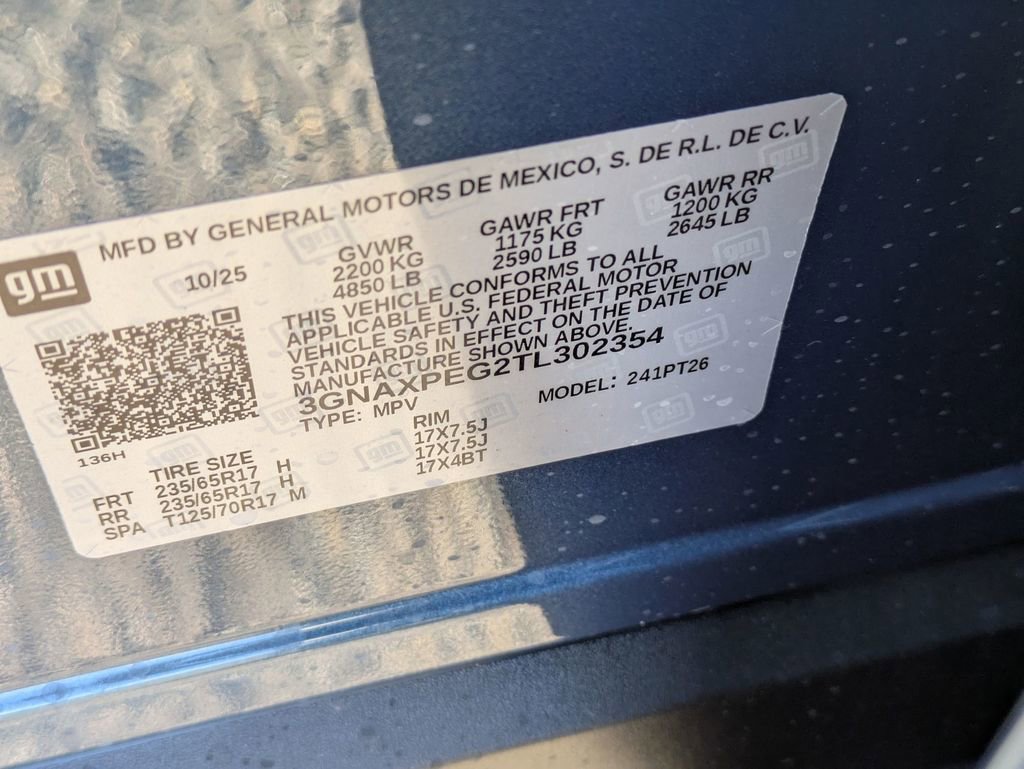 MFD BY GENERAL MOTORS DE MEXICO, S. DE R.L. DE C.V.
gm
10/25
GVWR GAWR FRT GAWR RR
2200 KG 1175 KG 1200 KG
4850 LB 2590 LB 2645 LB
THIS VEHICLE CONFORMS TO ALL
APPLICABLE U.S. FEDERAL MOTOR
VEHICLE SAFETY AND THEFT PREVENTION
STANDARDS IN EFFECT ON THE DATE OF
MANUFACTURE SHOWN ABOVE.
3GNAXPEG2TL302354
TYPE: MPV MODEL: 241PT26
136H
TIRE SIZE RIM
FRT 235/65R17 H 17X7.5J
RR 235/65R17 H 17X7.5J
SPA T125/70R17 M 17X4BT